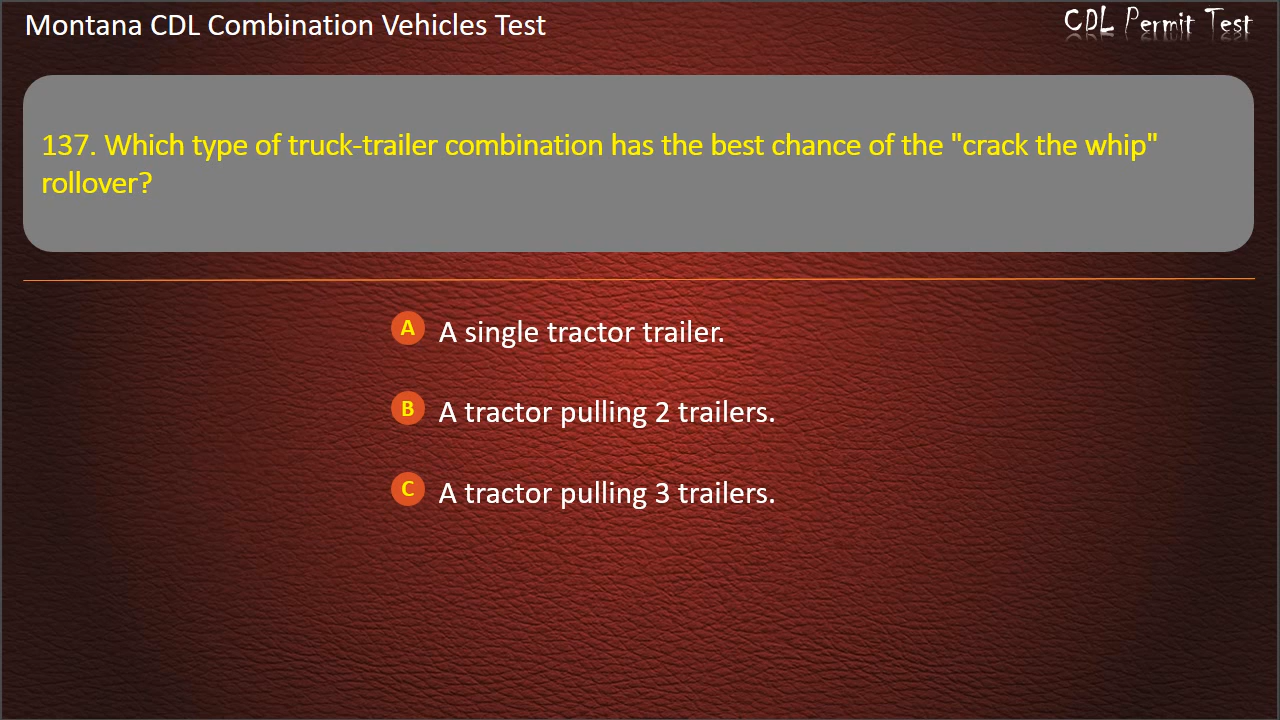 Montana CDL Combination Vehicles Test
CDL Permit Test
137. Which type of truck-trailer combination has the best chance of the "crack the whip"
rollover?
A A single tractor trailer.
B A tractor pulling 2 trailers.
C A tractor pulling 3 trailers.